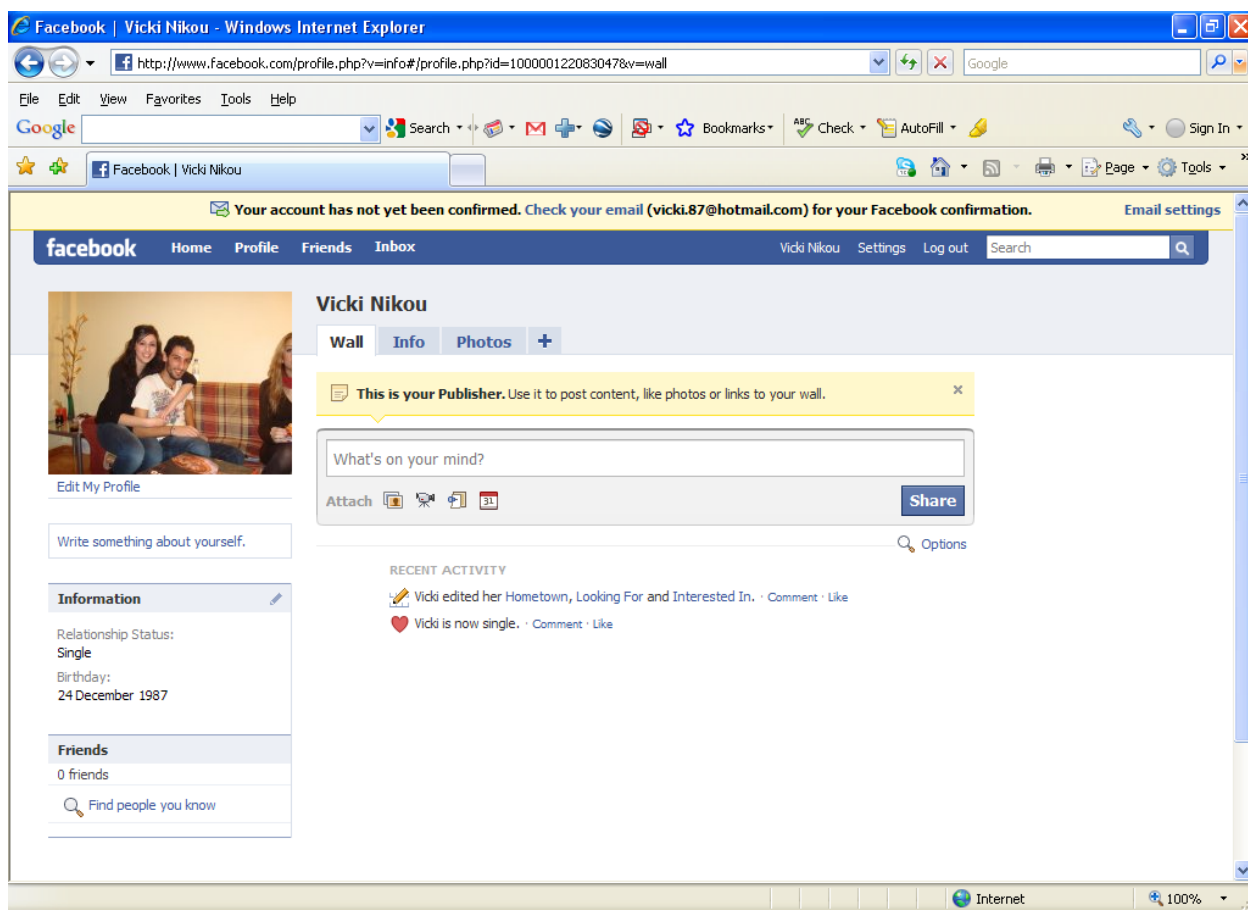 Facebook | Vicki Nikou - Windows Internet Explorer
http://www.facebook.com/profile.php?v=info#/profile.php?id=100000122083047&v=wall
Google
File Edit View Favorites Tools Help
Google Search Bookmarks Check AutoFill Sign In
Facebook | Vicki Nikou Page Tools
Your account has not yet been confirmed. Check your email (vicki.87@hotmail.com) for your Facebook confirmation. Email settings
facebook Home Profile Friends Inbox Vicki Nikou Settings Log out Search
Vicki Nikou
Wall Info Photos +
This is your Publisher. Use it to post content, like photos or links to your wall.
What's on your mind?
Attach 31 Share
Edit My Profile
Write something about yourself.
Options
RECENT ACTIVITY
Vicki edited her Hometown, Looking For and Interested In. · Comment · Like
Vicki is now single. · Comment · Like
Information
Relationship Status:
Single
Birthday:
24 December 1987
Friends
0 friends
Find people you know
Internet 100%